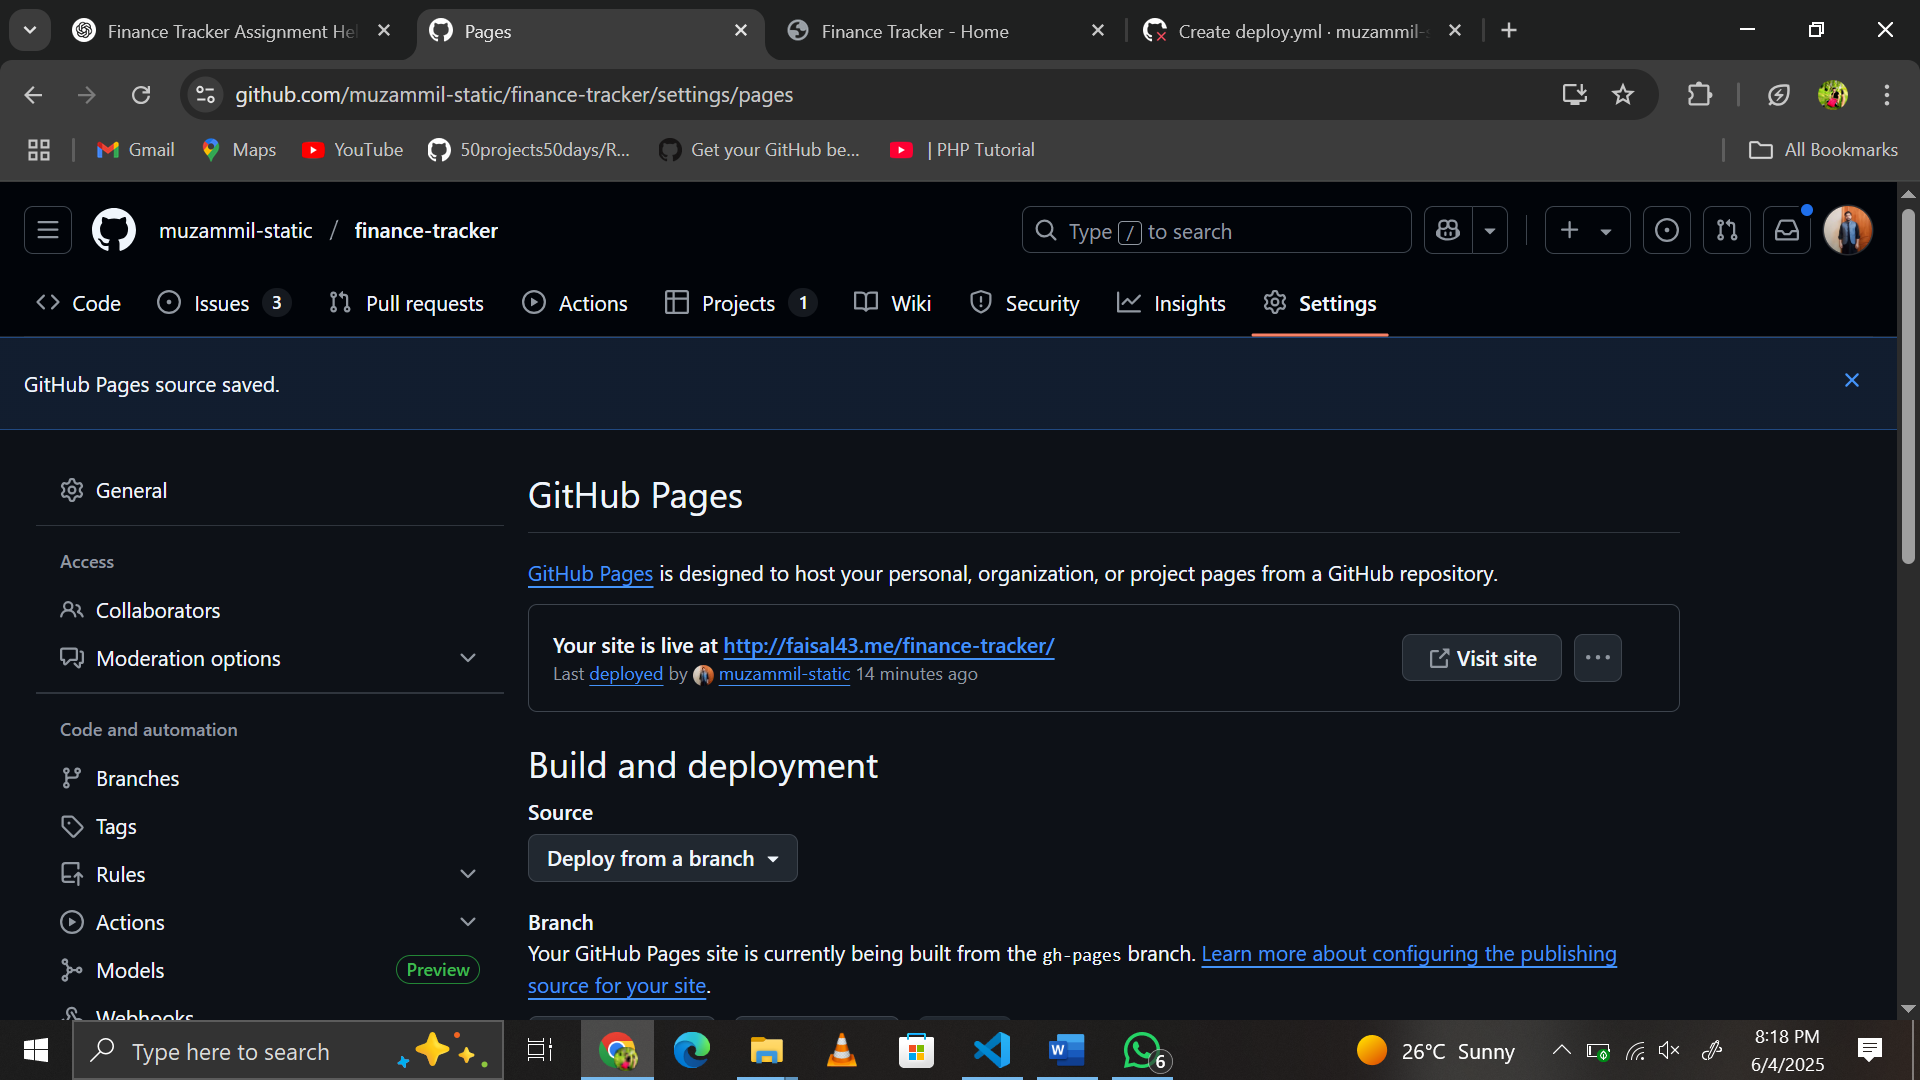 Finance Tracker Assignment Hel
Pages
Finance Tracker - Home
Create deploy.yml · muzammil-s
github.com/muzammil-static/finance-tracker/settings/pages
Gmail
Maps
YouTube
50projects50days/R...
Get your GitHub be...
| PHP Tutorial
All Bookmarks
muzammil-static / finance-tracker
Type / to search
Code
Issues 3
Pull requests
Actions
Projects 1
Wiki
Security
Insights
Settings
GitHub Pages source saved.
General
Access
Collaborators
Moderation options
Code and automation
Branches
Tags
Rules
Actions
Models Preview
Webhooks
GitHub Pages
GitHub Pages is designed to host your personal, organization, or project pages from a GitHub repository.
Your site is live at http://faisal43.me/finance-tracker/
Last deployed by muzammil-static 14 minutes ago
Visit site
Build and deployment
Source
Deploy from a branch
Branch
Your GitHub Pages site is currently being built from the gh-pages branch. Learn more about configuring the publishing
source for your site.
Type here to search
6
26°C Sunny
8:18 PM
6/4/2025